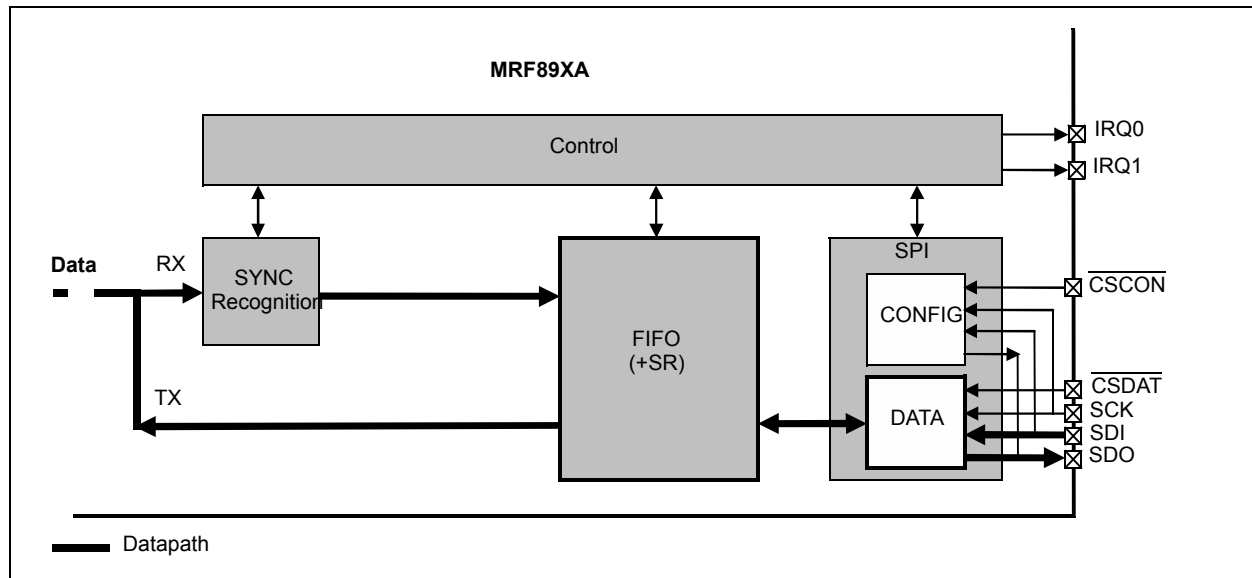 MRF89XA
Control
IRQ0
IRQ1
Data
RX
SYNC
Recognition
FIFO
(+SR)
SPI
CONFIG
CSCON
TX
DATA
CSDAT
SCK
SDI
SDO
Datapath